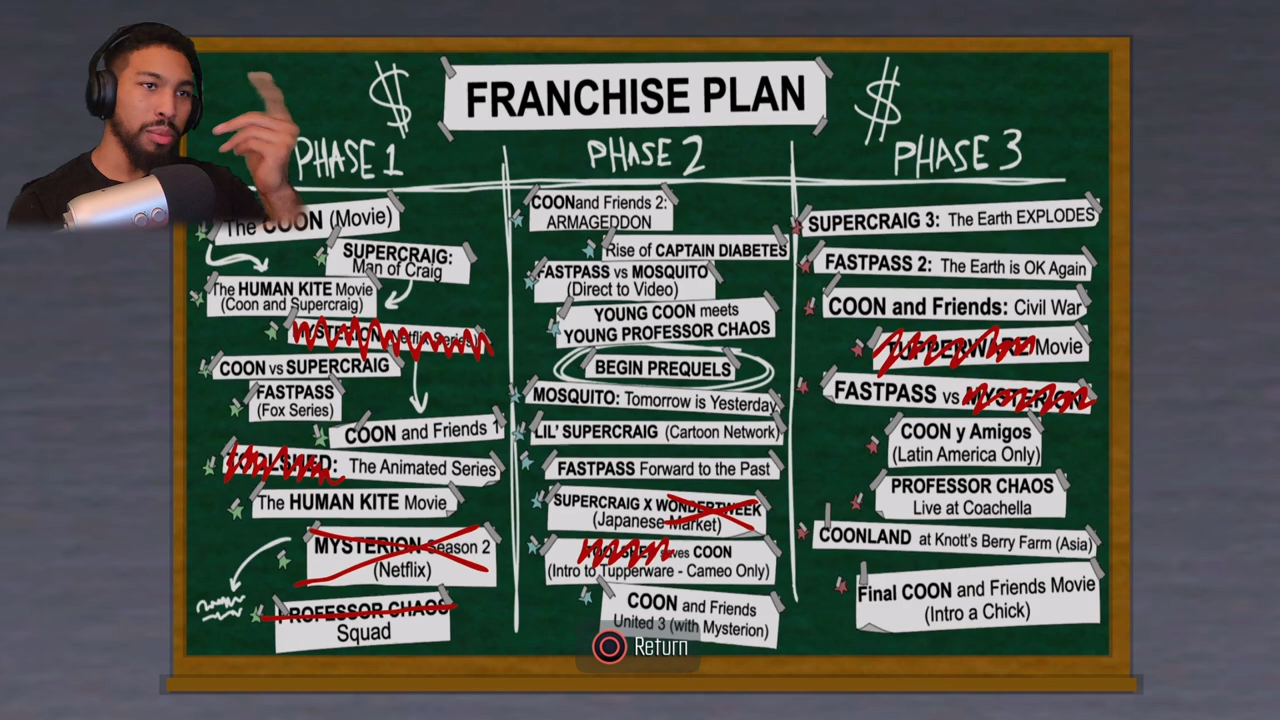 FRANCHISE PLAN
$
$
PHASE 1
The COON (Movie)
SUPERCRAIG:
Man of Craig
The HUMAN KITE Movie
(Coon and Supercraig)
MYSTERION Netflix Series)
COON vs SUPERCRAIG
FASTPASS
(Fox Series)
COON and Friends 1
The Animated Series
The HUMAN KITE Movie
MYSTERION Season 2
(Netflix)
PROFESSOR CHAOS
Squad
PHASE 2
COON and Friends 2:
ARMAGEDDON
Rise of CAPTAIN DIABETES
FASTPASS vs MOSQUITO
(Direct to Video)
YOUNG COON meets
YOUNG PROFESSOR CHAOS
BEGIN PREQUELS
MOSQUITO: Tomorrow is Yesterday
LIL' SUPERCRAIG (Cartoon Network)
FASTPASS Forward to the Past
SUPERCRAIG X WONDERTWEEK
(Japanese Market)
COON
(Intro to Tupperware - Cameo Only)
COON and Friends
United 3 (with Mysterion)
PHASE 3
SUPERCRAIG 3: The Earth EXPLODES
FASTPASS 2: The Earth is OK Again
COON and Friends: Civil War
TUPPERWARE Movie
FASTPASS vs MYSTERION
COON y Amigos
(Latin America Only)
PROFESSOR CHAOS
Live at Coachella
COONLAND at Knott's Berry Farm (Asia)
Final COON and Friends Movie
(Intro a Chick)
Return